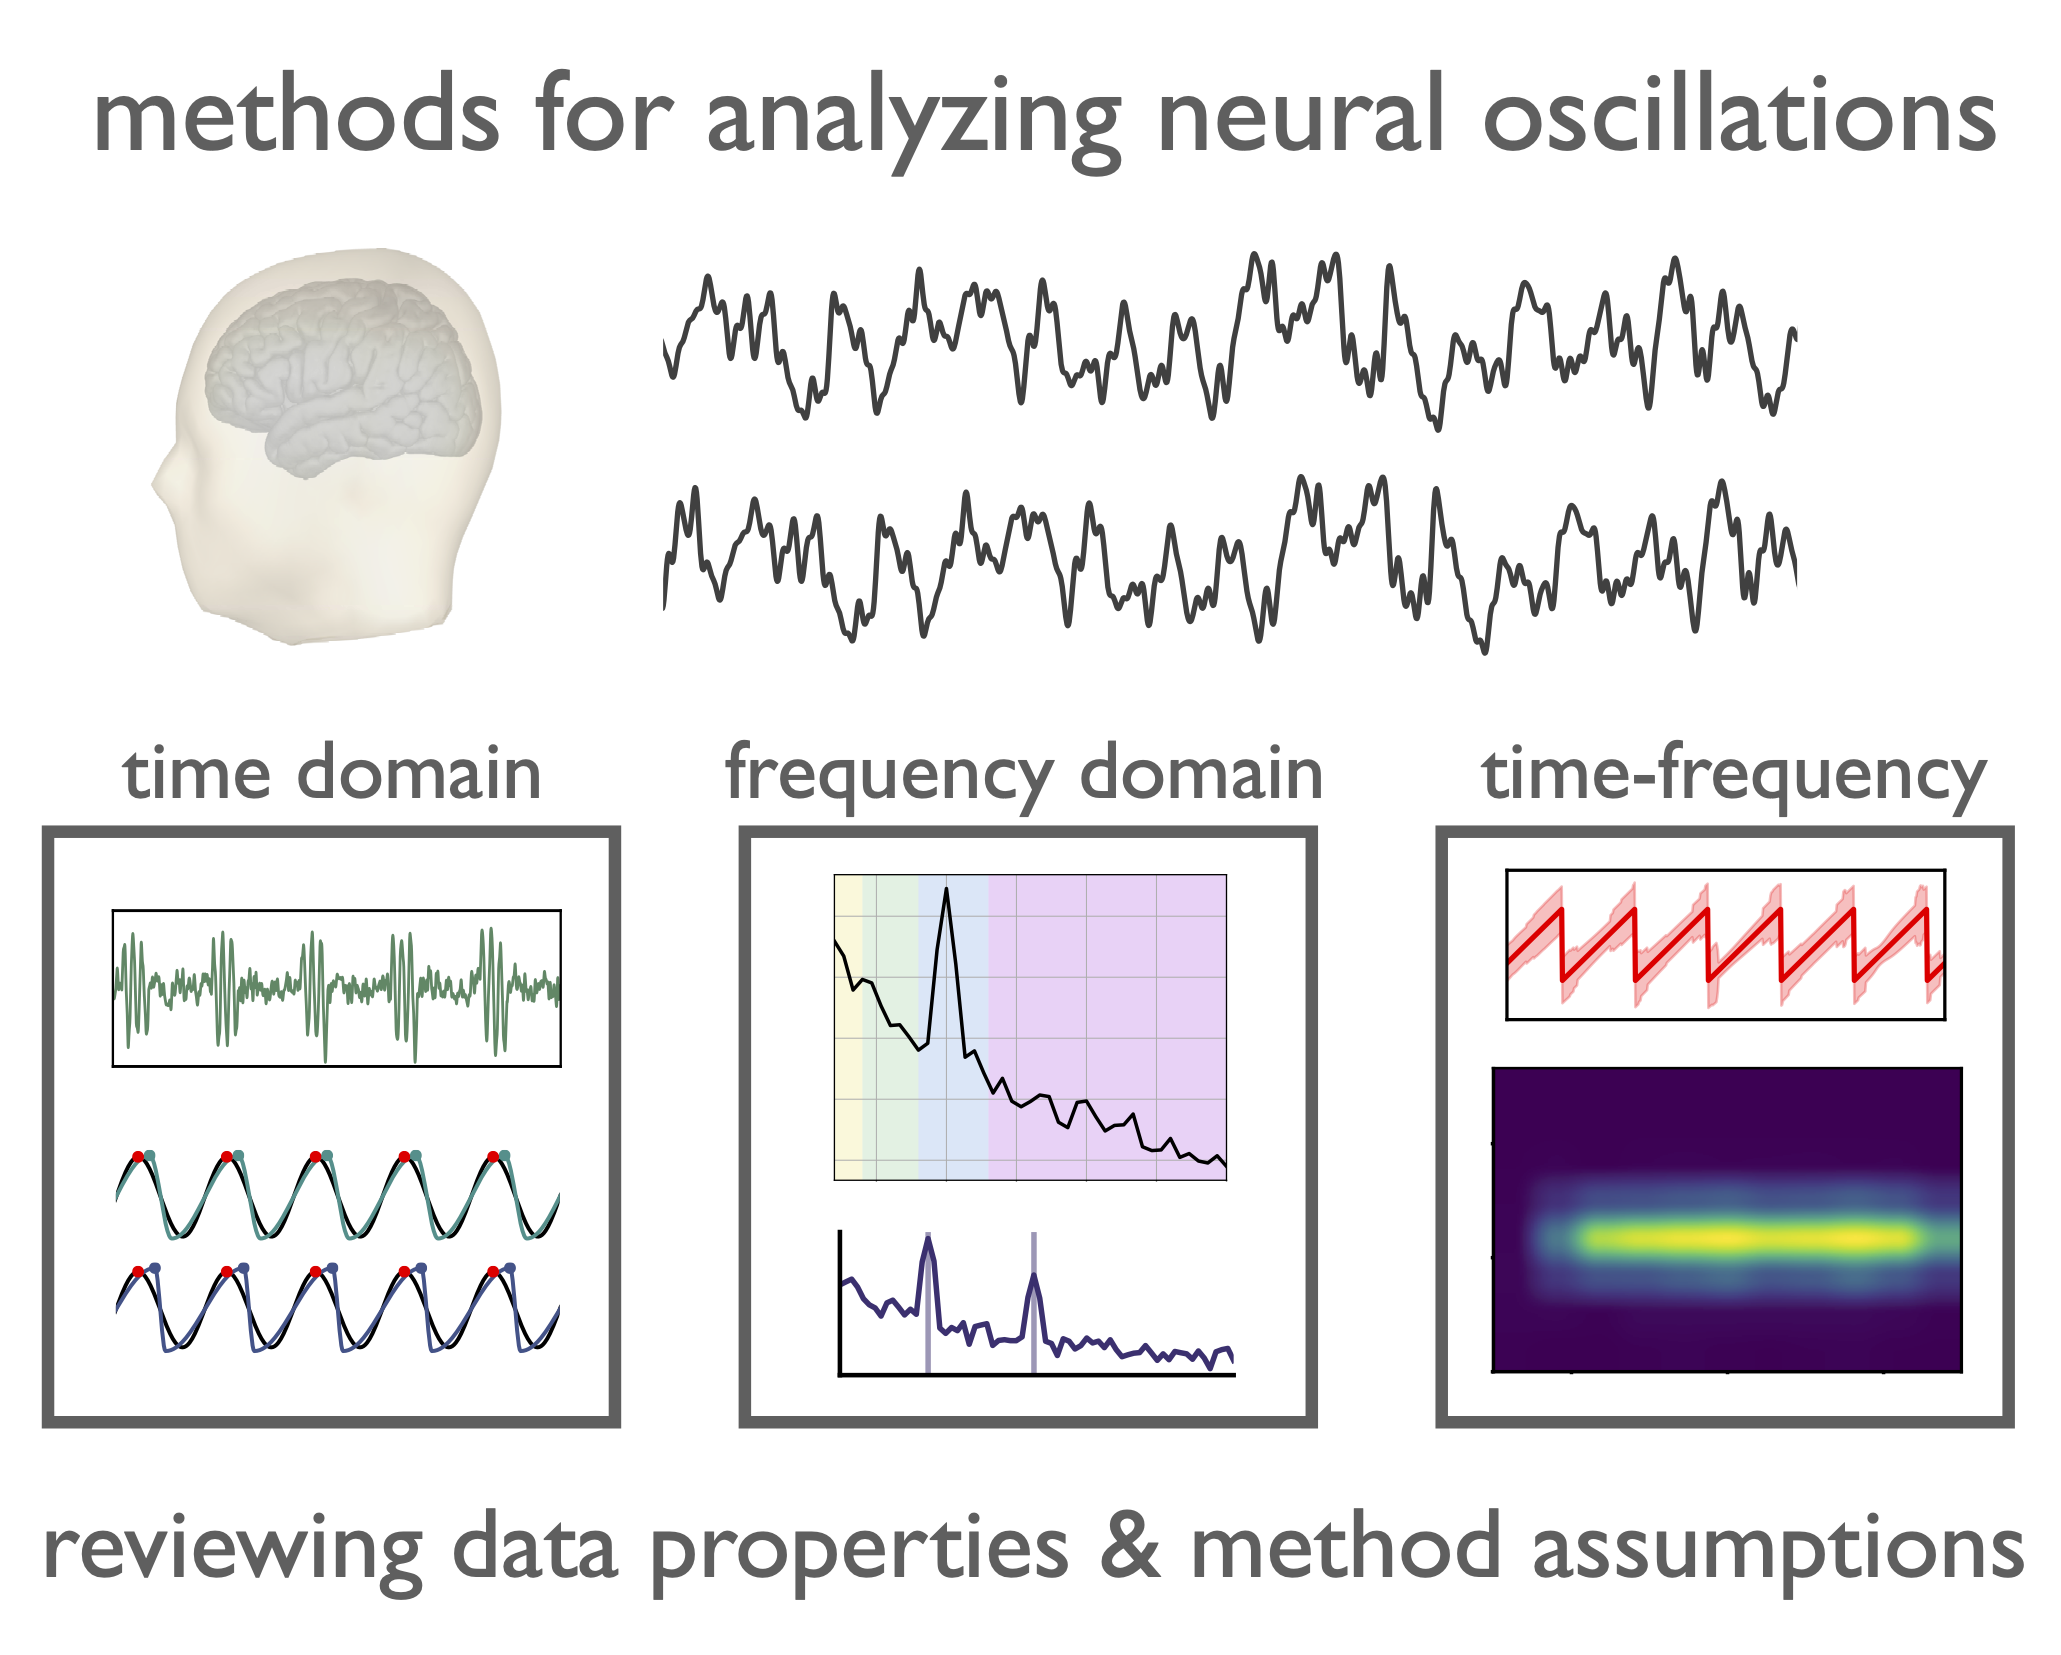 methods for analyzing neural oscillations
time domain
frequency domain
time-frequency
reviewing data properties & method assumptions